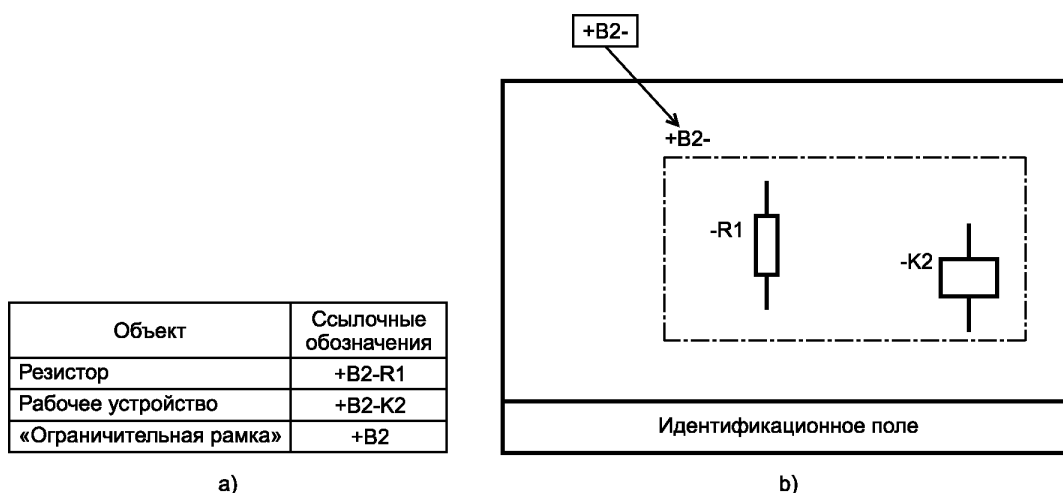 +B2-
+B2-
-R1
-K2
Идентификационное поле
Объект
Ссылочные
обозначения
Резистор
+B2-R1
Рабочее устройство
+B2-K2
«Ограничительная рамка»
+B2
a)
b)